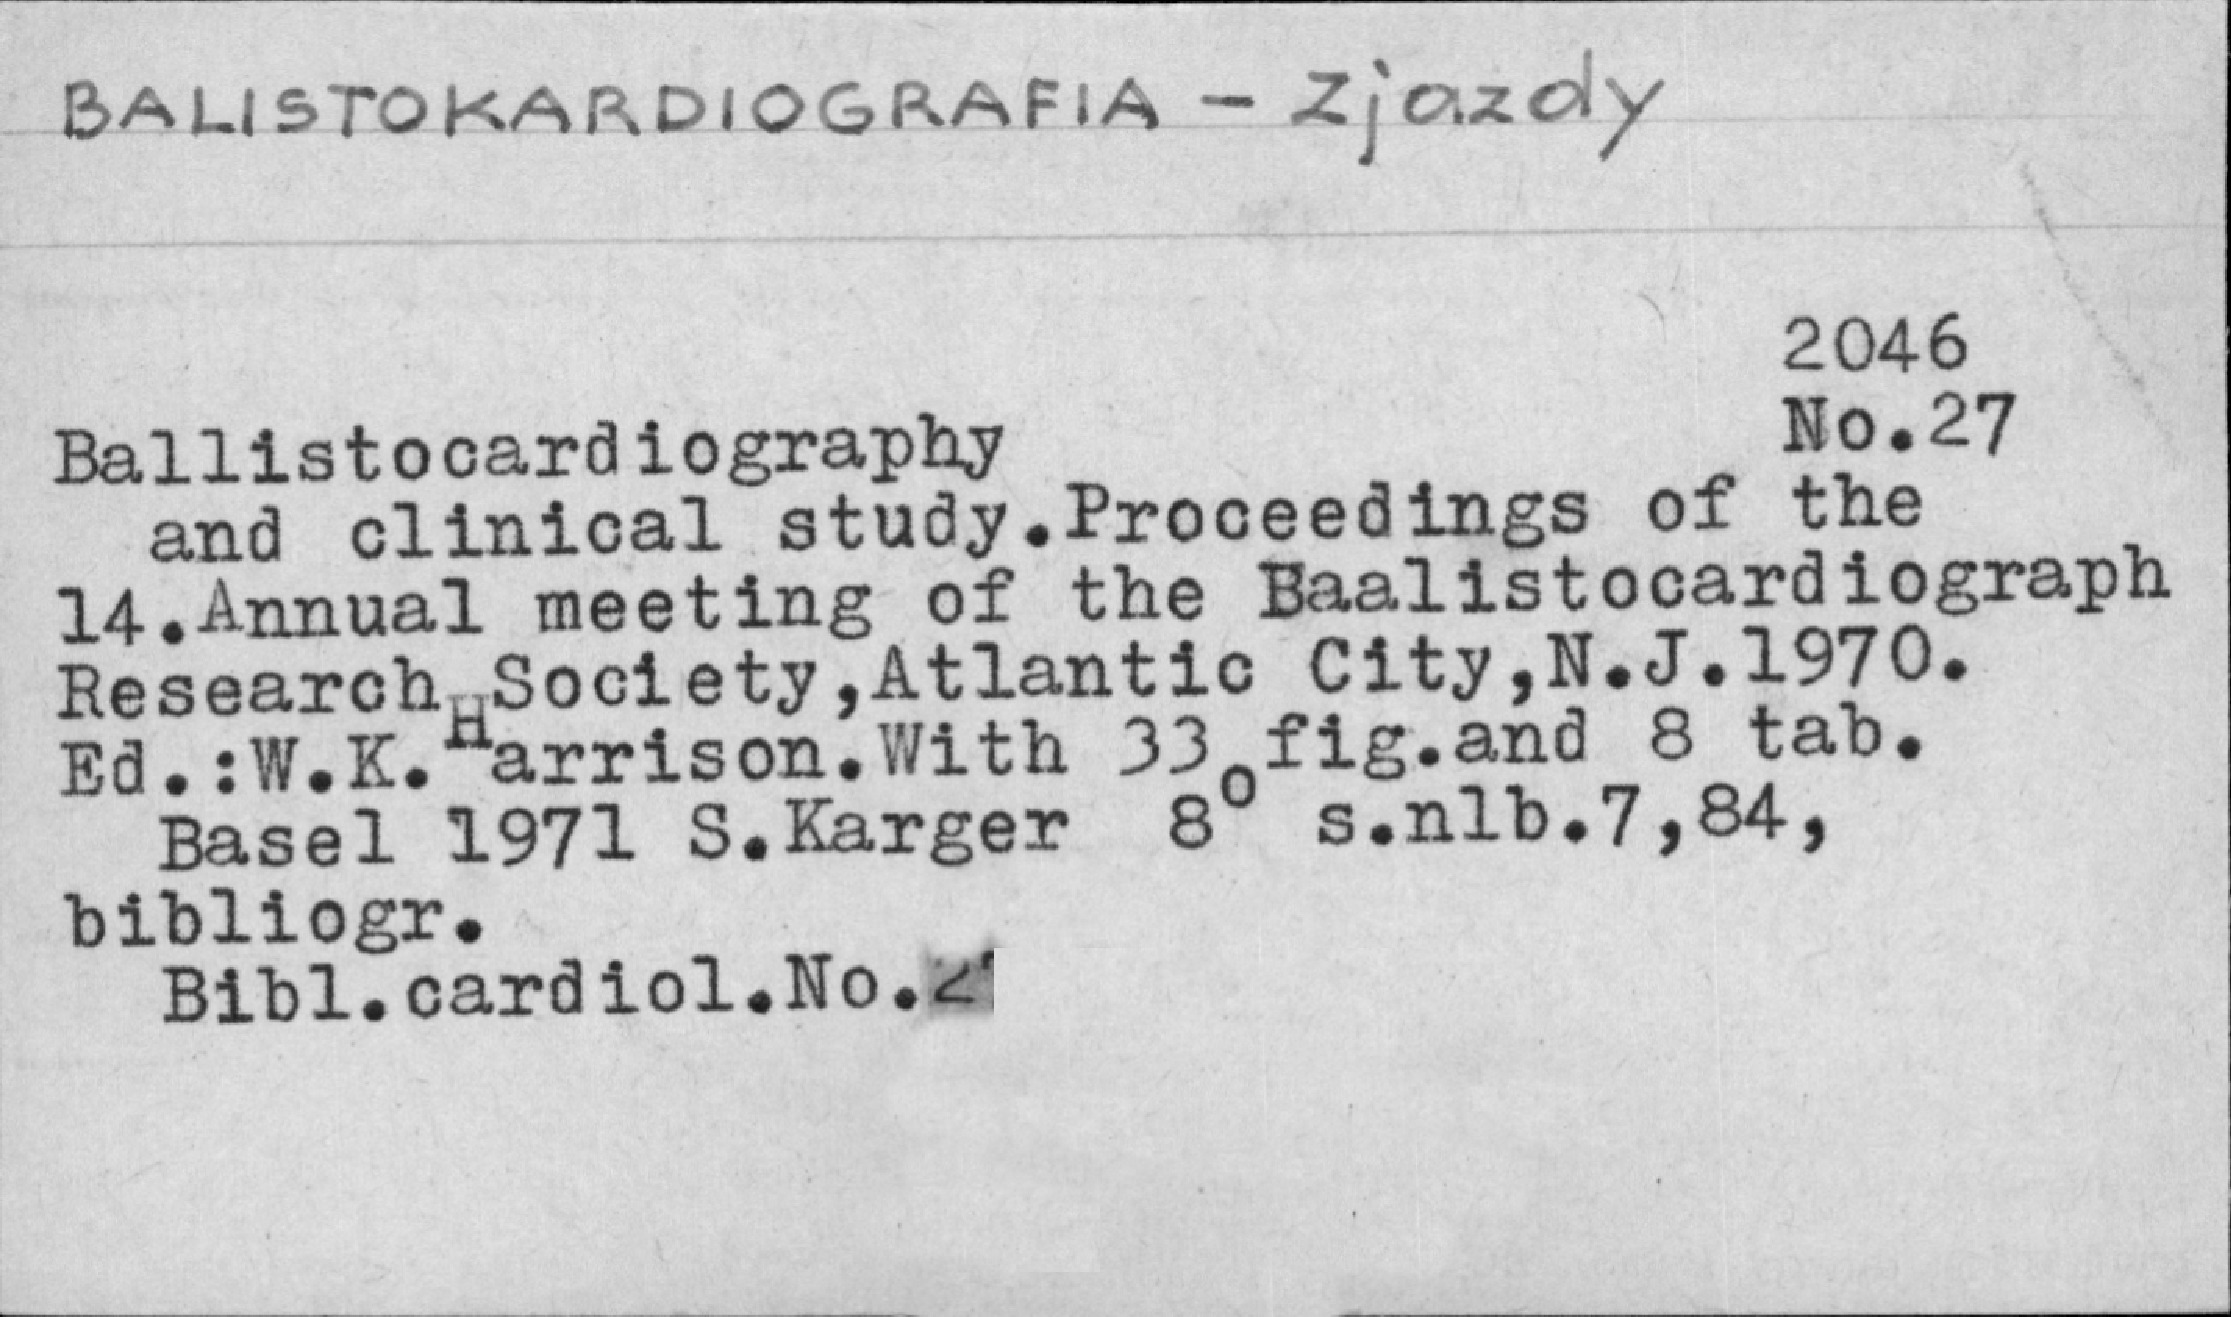 BALISTOKARDIOGRAFIA - Zjazdy
2046
No.27
Ballistocardiography
and clinical study.Proceedings of the
14.Annual meeting of the Baalistocardiograph
Research Society,Atlantic City,N.J.1970.
Ed.:W.K.Harrison.With 33 fig.and 8 tab.
Basel 1971 S.Karger 8° s.nlb.7,84,
bibliogr.
Bibl.cardiol.No.